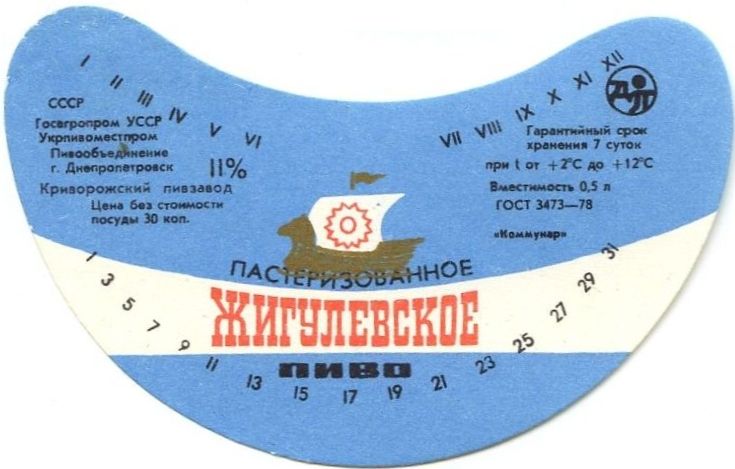 I II III IV V VI
VII VIII IX X XI XII
СССР
Госагропром УССР
Укрпивоместпром
Пивообъединение
г. Днепропетровск
11%
Криворожский пивзавод
Цена без стоимости
посуды 30 коп.
ДП
Гарантийный срок
хранения 7 суток
при t от +2°С до +12°С
Вместимость 0,5 л
ГОСТ 3473—78
«Коммунар»
ПАСТЕРИЗОВАННОЕ
ЖИГУЛЕВСКОЕ
ПИВО
1 3 5 7 9 11 13 15 17 19 21 23 25 27 29 31